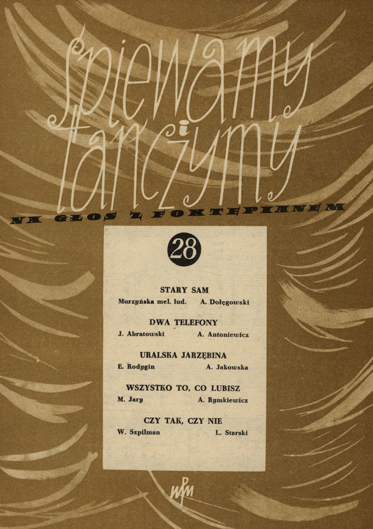 śpiewamy
i
tańczymy
NA GŁOS Z FORTEPIANEM
28
STARY SAM
Murzyńska mel. lud. A. Dołęgowski
DWA TELEFONY
J. Abratowski A. Antoniewicz
URALSKA JARZĘBINA
E. Rodygin A. Jakowska
WSZYSTKO TO, CO LUBISZ
M. Jary A. Rymkiewicz
CZY TAK, CZY NIE
W. Szpilman L. Starski